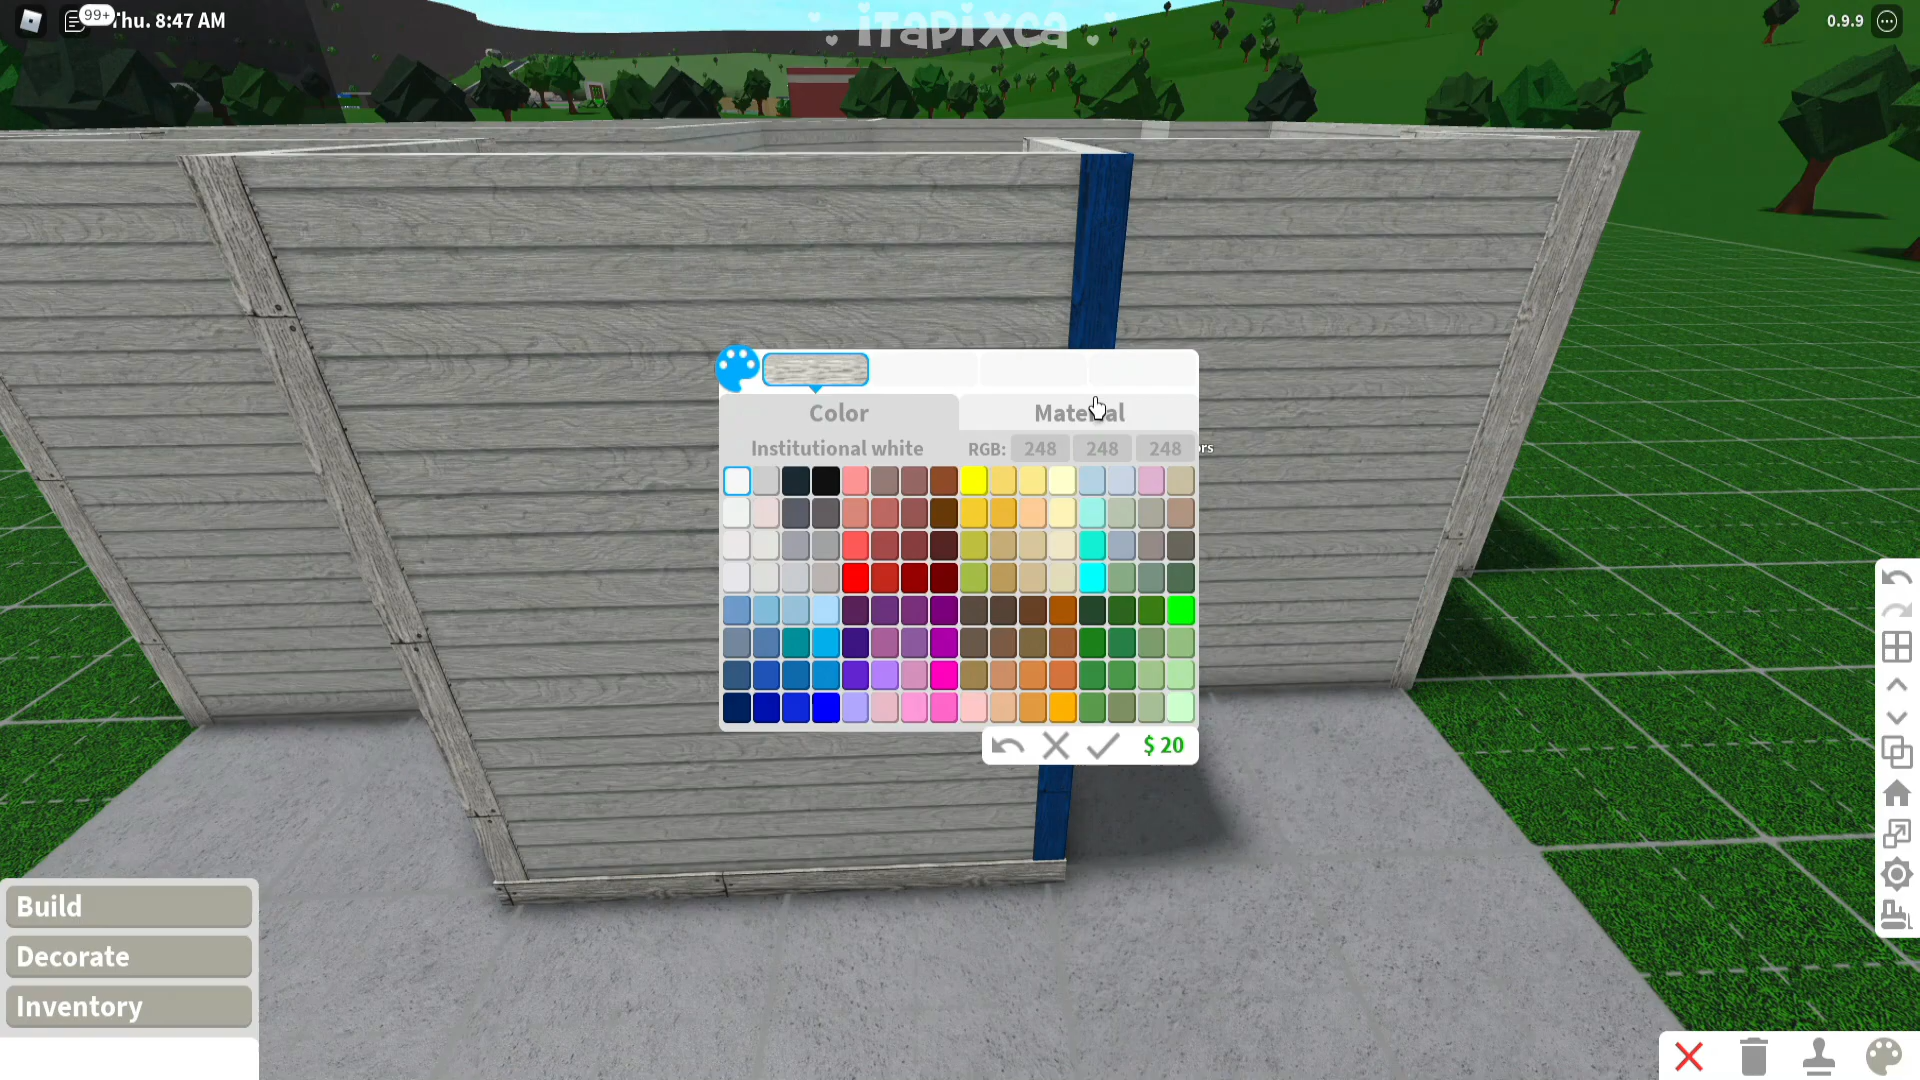 99+
Thu. 8:47 AM
iTapixca
0.9.9
Color
Material
Institutional white
RGB: 248 248 248
$ 20
Build
Decorate
Inventory